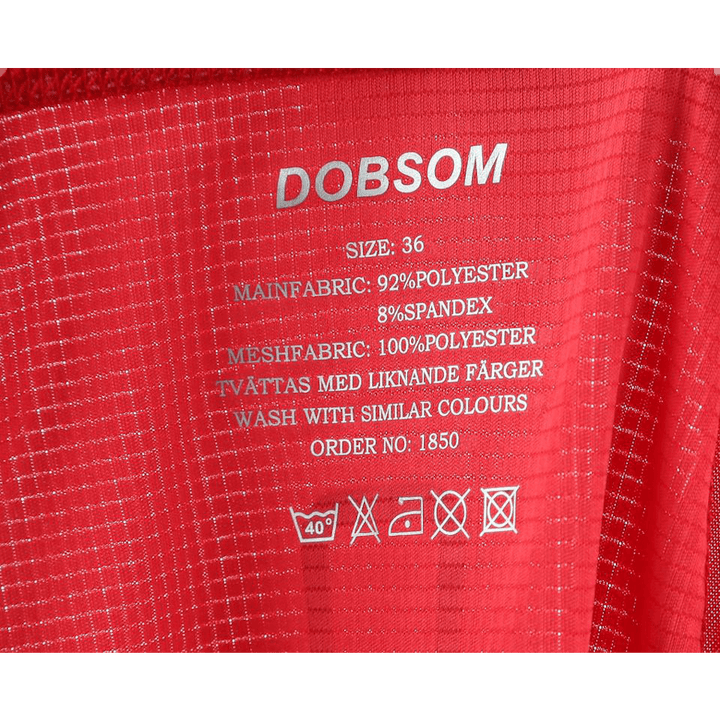 DOBSOM
SIZE: 36
MAINFABRIC: 92%POLYESTER
8%SPANDEX
MESHFABRIC: 100%POLYESTER
TVÄTTAS MED LIKNANDE FÄRGER
WASH WITH SIMILAR COLOURS
ORDER NO: 1850
40°